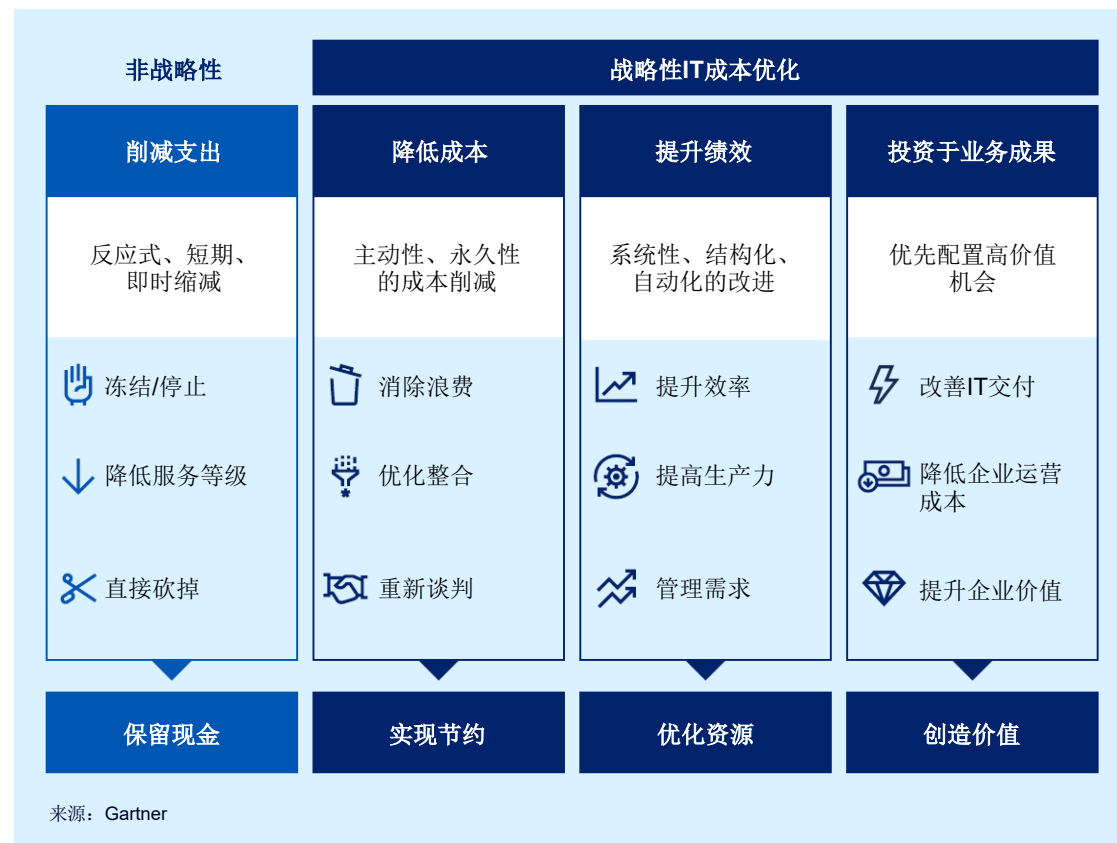 非战略性
战略性IT成本优化
削减支出
反应式、短期、
即时缩减
冻结/停止
降低服务等级
直接砍掉
保留现金
降低成本
主动性、永久性
的成本削减
消除浪费
优化整合
重新谈判
实现节约
提升绩效
系统性、结构化、
自动化的改进
提升效率
提高生产力
管理需求
优化资源
投资于业务成果
优先配置高价值
机会
改善IT交付
降低企业运营
成本
提升企业价值
创造价值
来源：Gartner